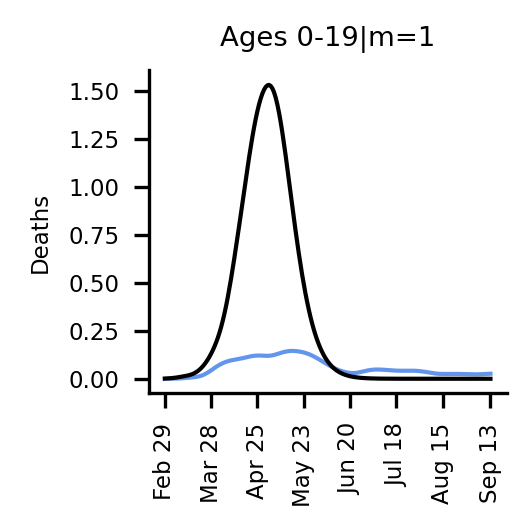 Ages 0-19|m=1
Deaths
1.50
1.25
1.00
0.75
0.50
0.25
0.00
Feb 29
Mar 28
Apr 25
May 23
Jun 20
Jul 18
Aug 15
Sep 13